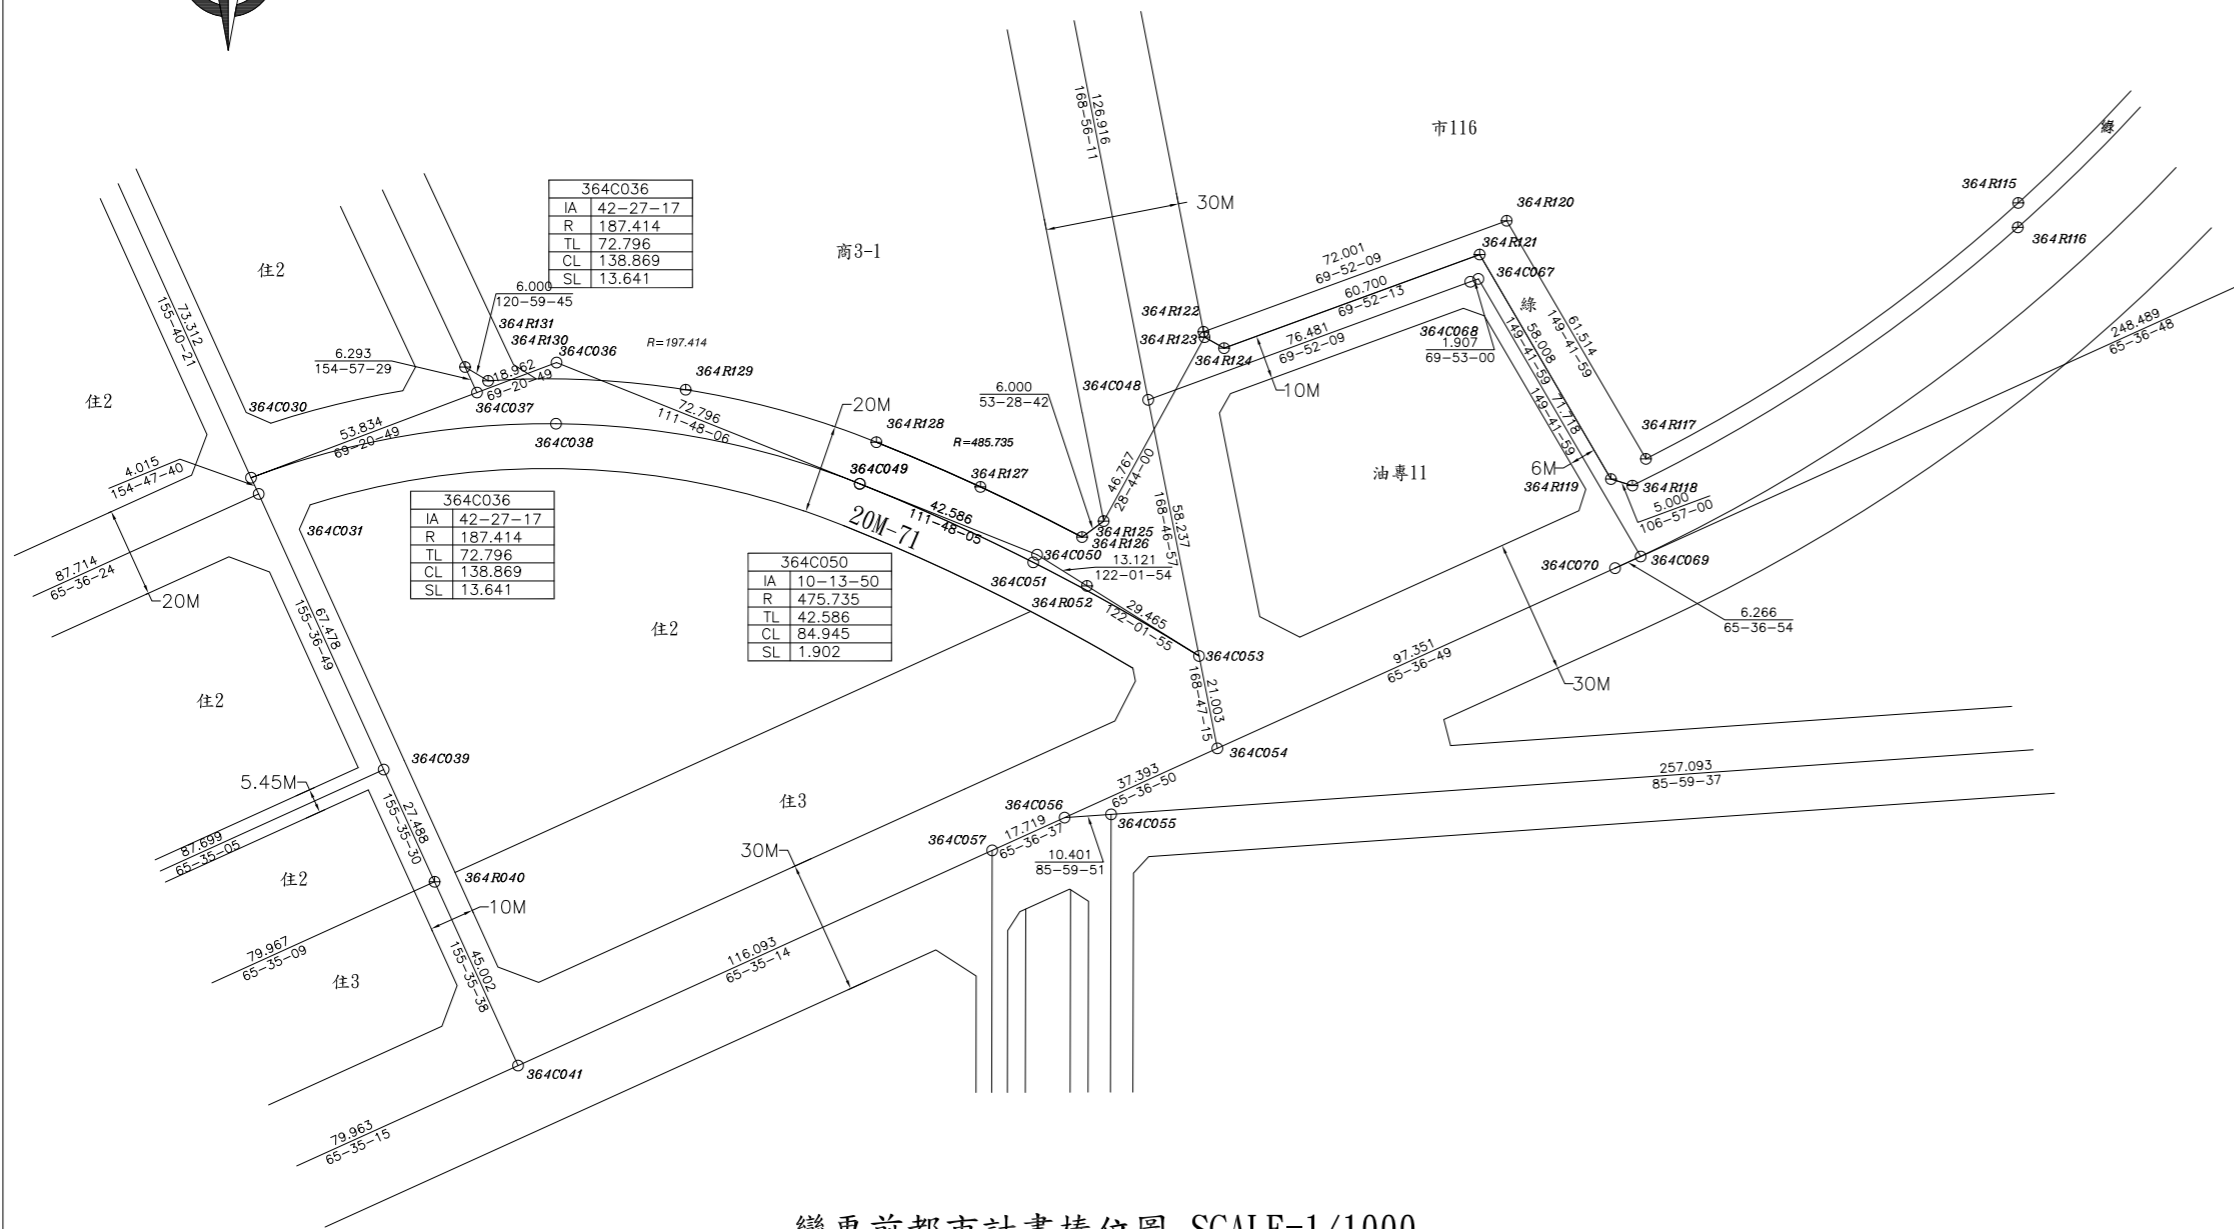 市116
綠
364R115
364R116
126.916
168-56-11
30M
364R120
364R121
364C067
綠
72.001
69-52-09
60.700
69-52-13
76.481
69-52-09
364R122
364R123
364R124
364C068
1.907
69-53-00
10M
61.514
149-41-59
58.008
149-41-59
71.718
149-41-59
248.489
65-36-48
364C036
IA 42-27-17
R 187.414
TL 72.796
CL 138.869
SL 13.641
商3-1
住2
6.000
120-59-45
73.312
155-40-21
364R131
364R130
364C036
R=197.414
6.293
154-57-29
18.962
69-20-49
364R129
364C037
364C030
住2
53.834
69-20-49
364C038
72.796
111-48-06
20M
364R128
R=485.735
6.000
53-28-42
364C048
364R117
6M
364R119
364R118
油專11
5.000
106-57-00
4.015
154-47-40
364C049
364R127
46.767
28-44-00
42.586
111-48-05
20M-71
364R125
364R126
364C050
58.237
168-46-57
13.121
122-01-54
364C051
364R052
29.465
122-01-55
364C031
364C036
IA 42-27-17
R 187.414
TL 72.796
CL 138.869
SL 13.641
364C050
IA 10-13-50
R 475.735
TL 42.586
CL 84.945
SL 1.902
87.714
65-36-24
20M
67.478
155-36-49
住2
364C070
364C069
6.266
65-36-54
364C053
97.351
65-36-49
30M
21.003
168-47-15
364C054
住2
364C039
5.45M
87.699
65-35-05
27.488
155-35-30
住3
37.393
65-36-50
257.093
85-59-37
364C056
364C055
364C057
17.719
65-36-37
10.401
85-59-51
30M
住2
364R040
10M
79.967
65-35-09
住3
45.002
155-35-38
116.093
65-35-14
364C041
79.963
65-35-15
變更前都市計畫樁位圖 SCALE=1/1000